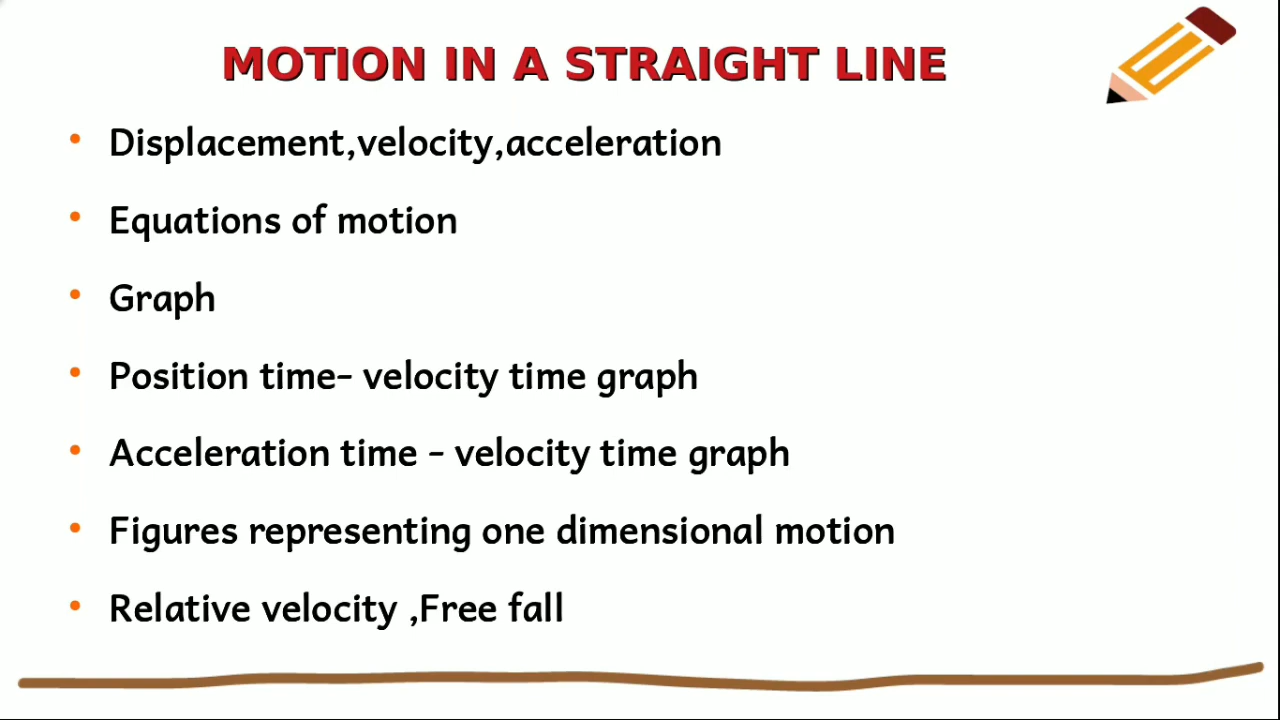 MOTION IN A STRAIGHT LINE
• Displacement,velocity,acceleration
• Equations of motion
• Graph
• Position time- velocity time graph
• Acceleration time - velocity time graph
• Figures representing one dimensional motion
• Relative velocity ,Free fall